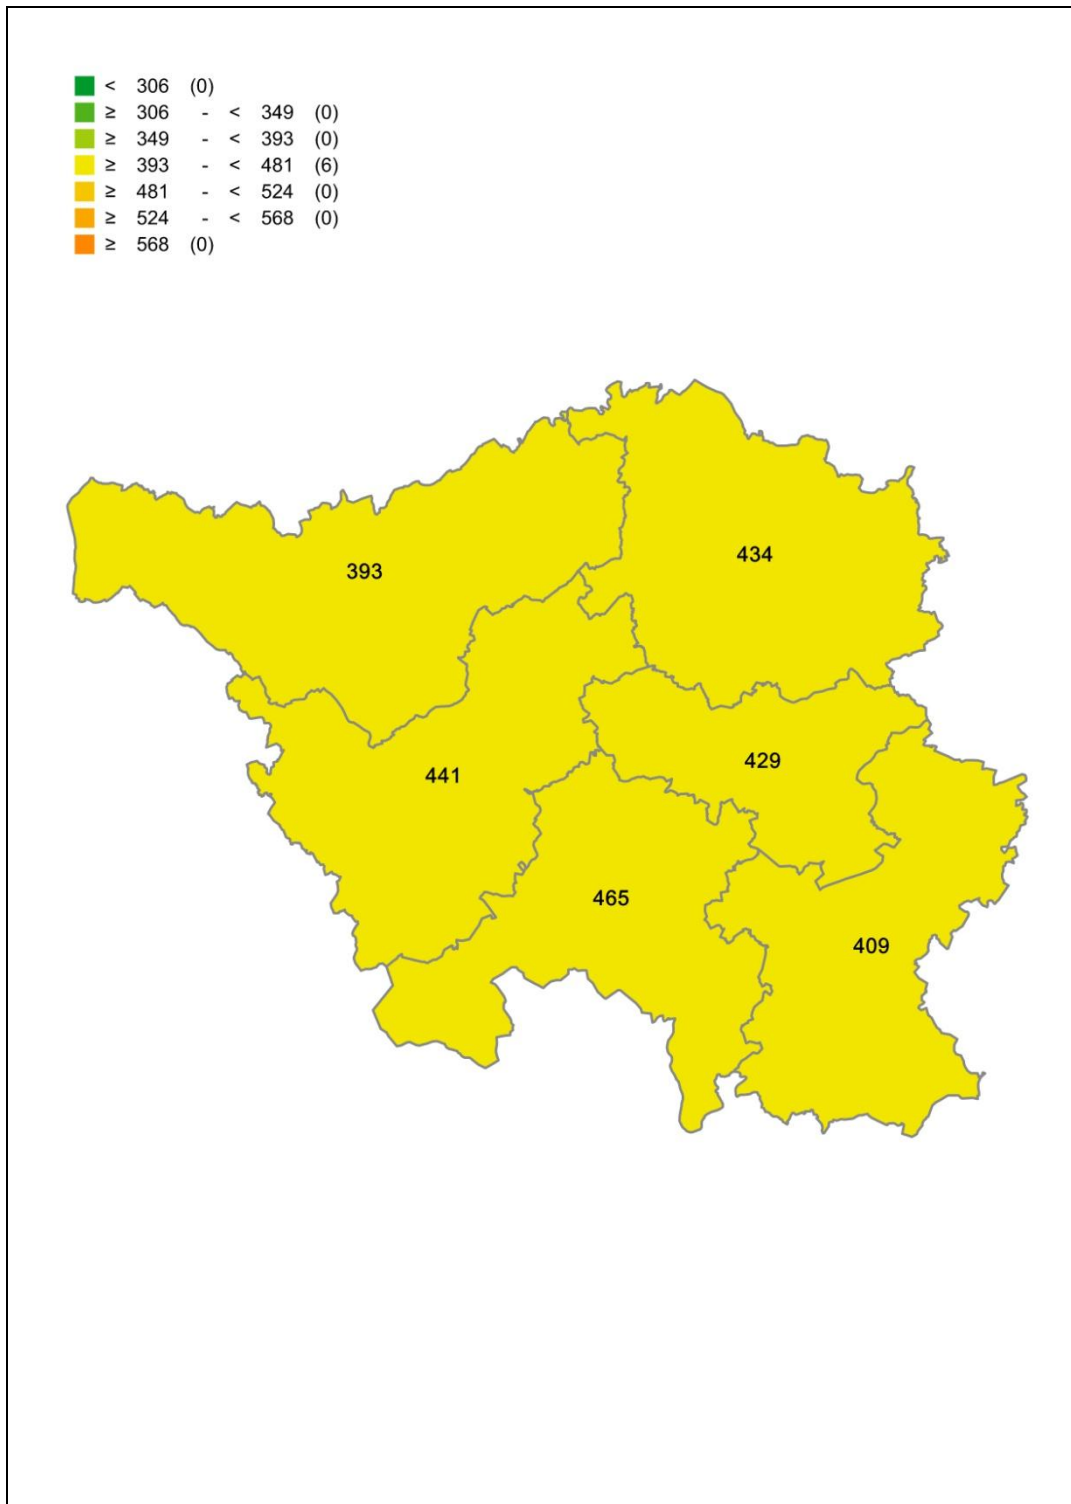 < 306 (0)
≥ 306 - < 349 (0)
≥ 349 - < 393 (0)
≥ 393 - < 481 (6)
≥ 481 - < 524 (0)
≥ 524 - < 568 (0)
≥ 568 (0)
434
393
429
441
465
409